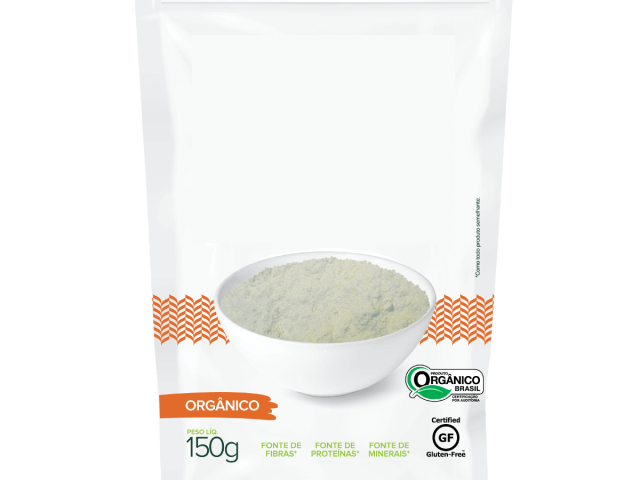 *Como todo produto semelhante.
PRODUTO
ORGÂNICO
BRASIL
CERTIFICAÇÃO
POR AUDITORIA
ORGÂNICO
PESO LÍQ.
150g
FONTE DE
FIBRAS*
FONTE DE
PROTEÍNAS*
FONTE DE
MINERAIS*
Certified
GF
Gluten-Free